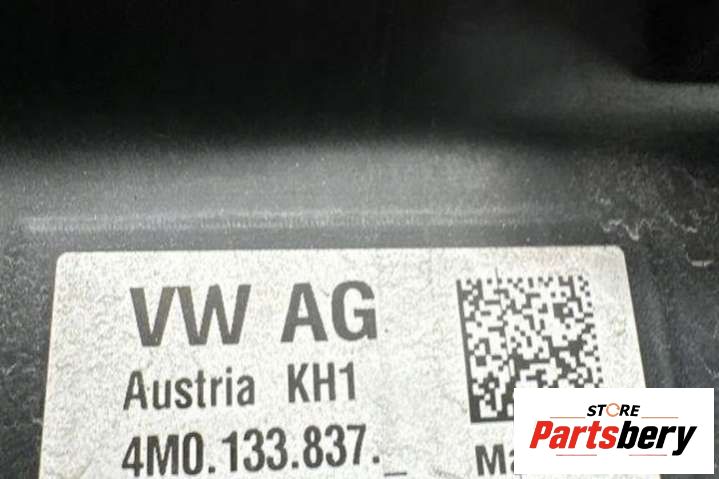 VW AG
Austria KH1
4M0.133.837._
STORE
Partsbery